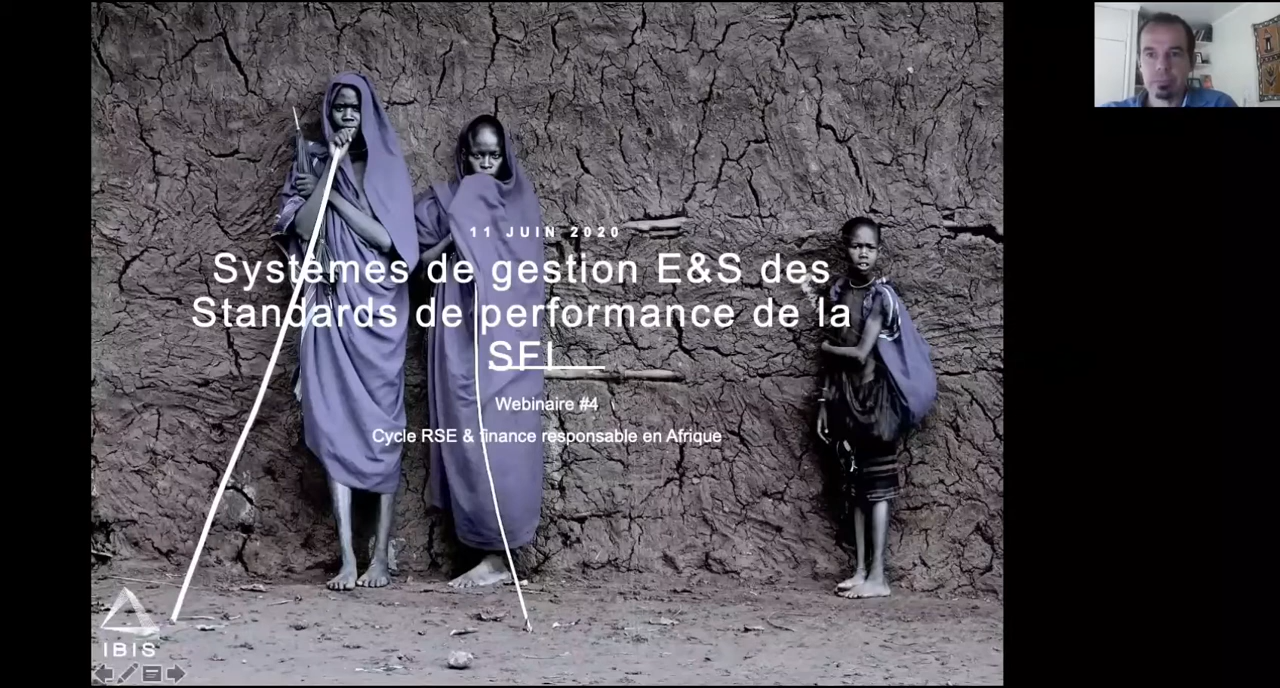 11 JUIN 2020
Systèmes de gestion E&S des
Standards de performance de la
SFI
Webinaire #4
Cycle RSE & finance responsable en Afrique
IBIS